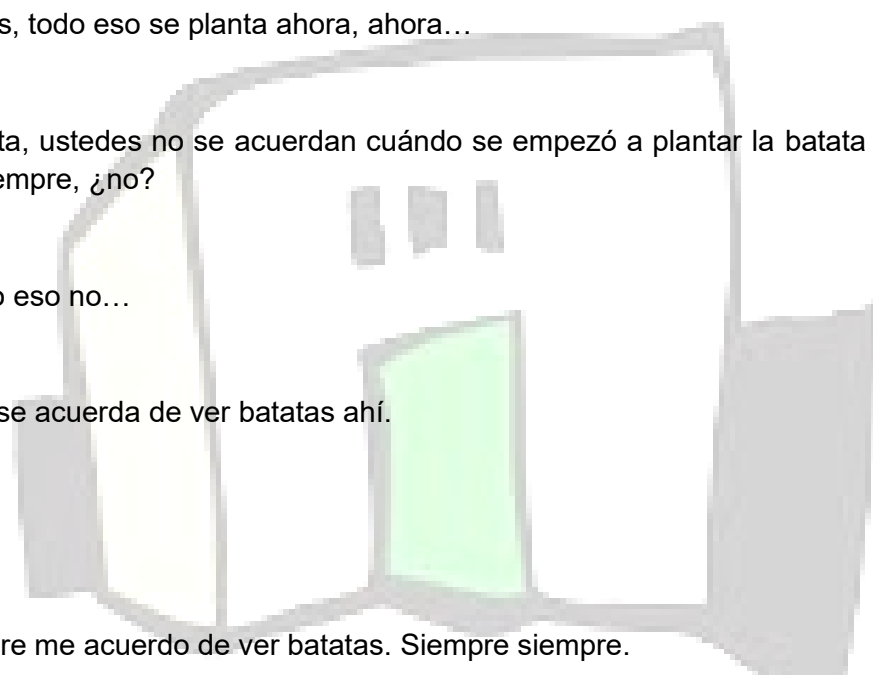 s, todo eso se planta ahora, ahora…
ta, ustedes no se acuerdan cuándo se empezó a plantar la batata
empre, ¿no?
o eso no…
se acuerda de ver batatas ahí.
re me acuerdo de ver batatas. Siempre siempre.